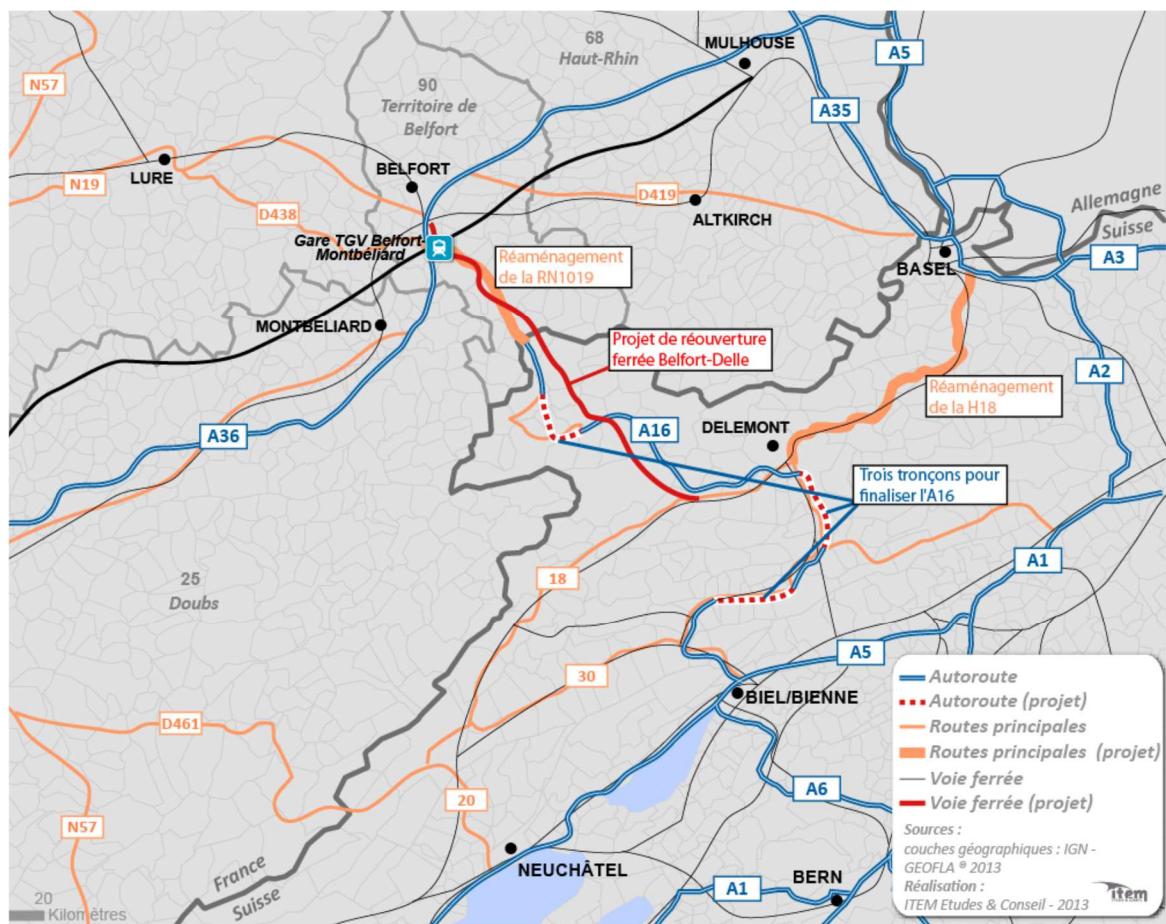 68
Haut-Rhin
MULHOUSE
A5
N57
90
Territoire de
Belfort
A35
BELFORT
LURE
N19
D438
D419
ALTKIRCH
Allemagne
Suisse
Gare TGV Belfort-
Montbéliard
Réaménagement
de la RN1019
BASEL
A3
MONTBELIARD
Projet de réouverture
ferrée Belfort-Delle
A2
Réaménagement
de la H18
A36
A16
DELEMONT
Trois tronçons pour
finaliser l'A16
A1
25
Doubs
18
A5
30
BIEL/BIENNE
D461
A6
20
N57
NEUCHÂTEL
BERN
A1
France
Suisse
20
Kilomètres
Autoroute
Autoroute (projet)
Routes principales
Routes principales (projet)
Voie ferrée
Voie ferrée (projet)
Sources :
couches géographiques : IGN -
GEOFLA ® 2013
Réalisation :
ITEM Etudes & Conseil - 2013
item